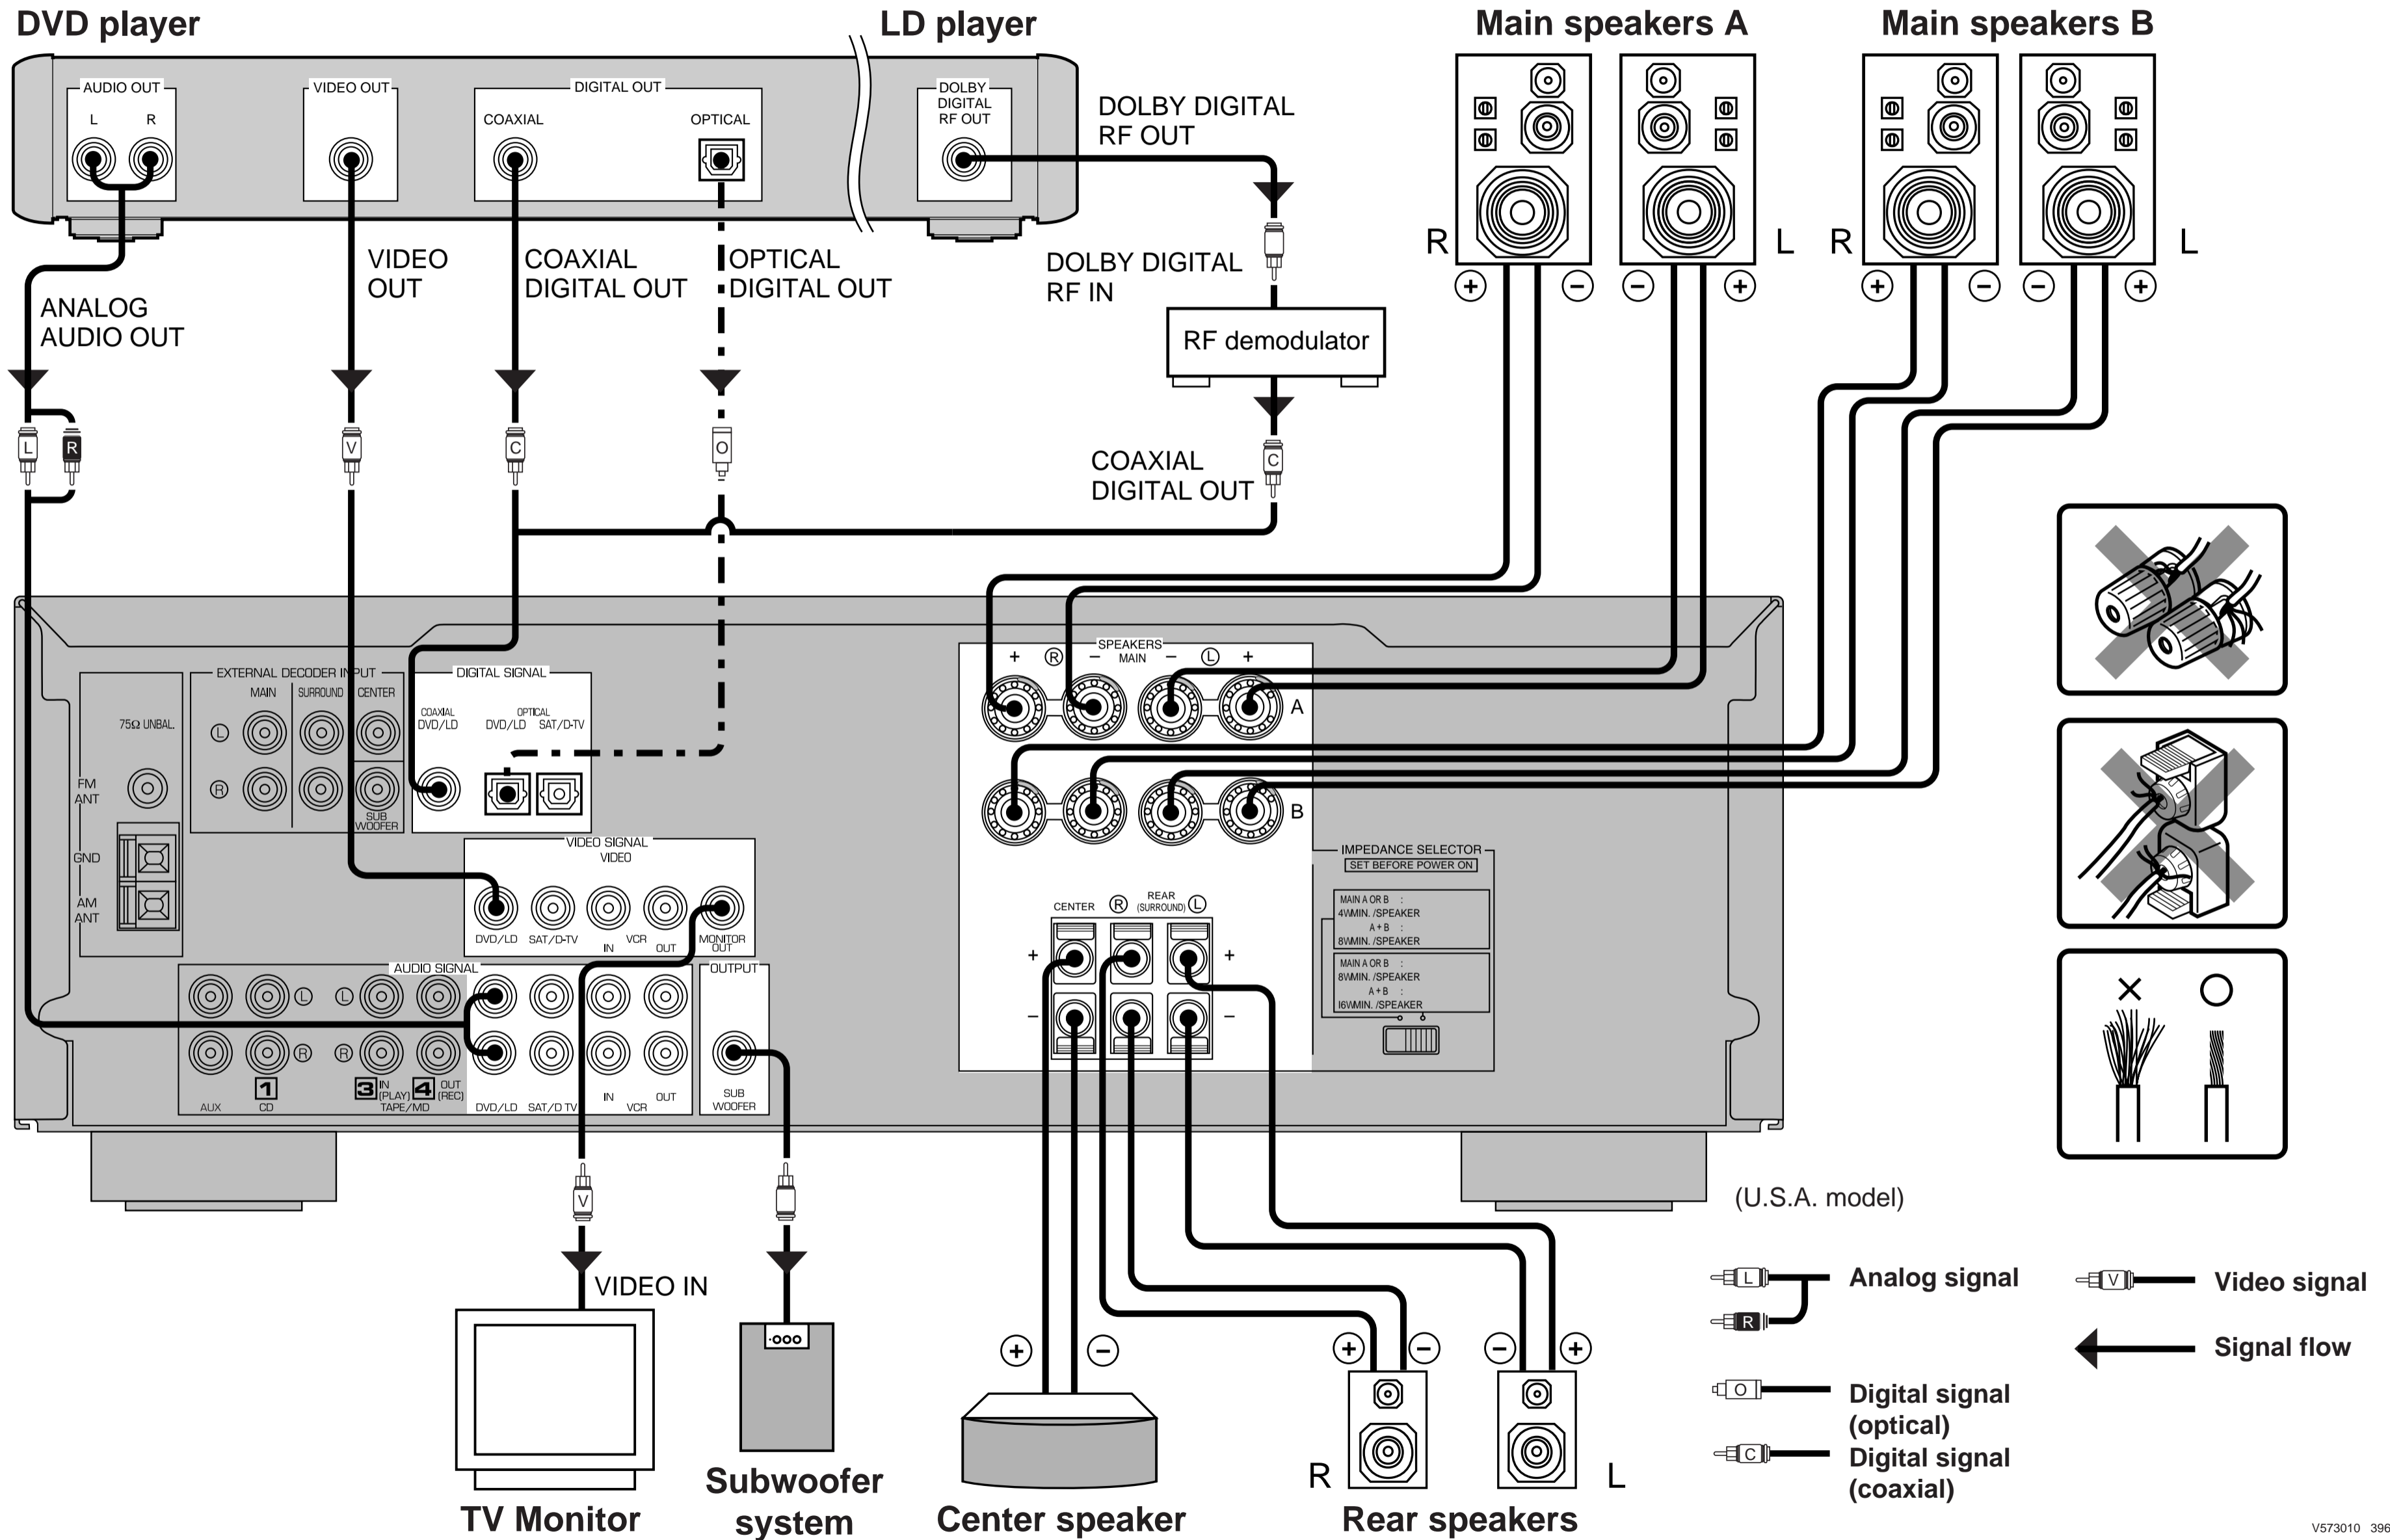 DVD player
LD player
Main speakers A
Main speakers B
AUDIO OUT
L R
VIDEO OUT
DIGITAL OUT
COAXIAL
OPTICAL
DOLBY
DIGITAL
RF OUT
DOLBY DIGITAL
RF OUT
R
L
R
L
+ −
− +
+ −
− +
ANALOG
AUDIO OUT
VIDEO
OUT
COAXIAL
DIGITAL OUT
OPTICAL
DIGITAL OUT
DOLBY DIGITAL
RF IN
RF demodulator
L
R
V
C
O
C
COAXIAL
DIGITAL OUT
75Ω UNBAL.
FM
ANT
GND
AM
ANT
EXTERNAL DECODER INPUT
MAIN
SURROUND
CENTER
L
R
SUB
WOOFER
DIGITAL SIGNAL
COAXIAL
DVD/LD
OPTICAL
DVD/LD SAT/D-TV
VIDEO SIGNAL
VIDEO
DVD/LD
SAT/D-TV
IN
VCR
OUT
MONITOR
OUT
AUDIO SIGNAL
L
L
R
R
AUX
1
CD
3
IN
(PLAY)
4
OUT
(REC)
TAPE/MD
DVD/LD
SAT/D TV
IN
VCR
OUT
OUTPUT
SUB
WOOFER
SPEAKERS
MAIN
+ R −
− L +
A
B
CENTER
R
REAR
(SURROUND)
L
+
+
−
−
IMPEDANCE SELECTOR
SET BEFORE POWER ON
MAIN A OR B :
4WMIN. /SPEAKER
A + B :
8WMIN. /SPEAKER
MAIN A OR B :
8WMIN. /SPEAKER
A + B :
16WMIN. /SPEAKER
(U.S.A. model)
V
VIDEO IN
TV Monitor
Subwoofer
system
+ −
Center speaker
+ −
− +
R
L
Rear speakers
L
R
Analog signal
O
Digital signal
(optical)
C
Digital signal
(coaxial)
V
Video signal
Signal flow
V573010 396